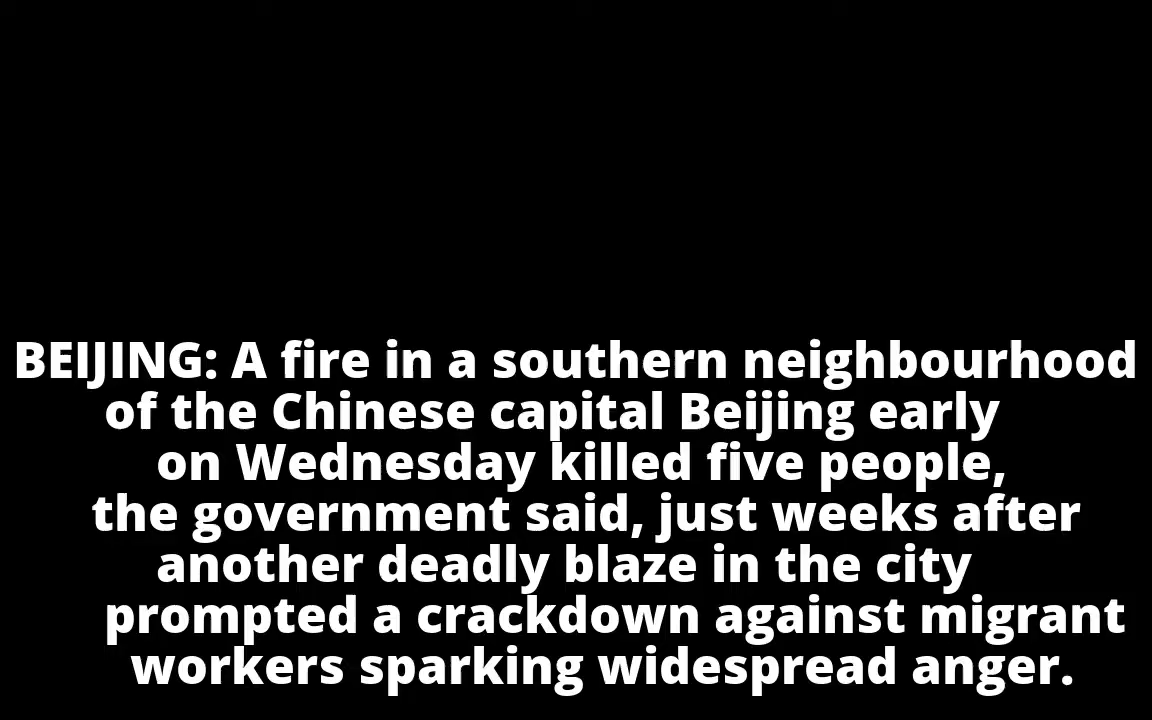 BEIJING: A fire in a southern neighbourhood
of the Chinese capital Beijing early
on Wednesday killed five people,
the government said, just weeks after
another deadly blaze in the city
prompted a crackdown against migrant
workers sparking widespread anger.